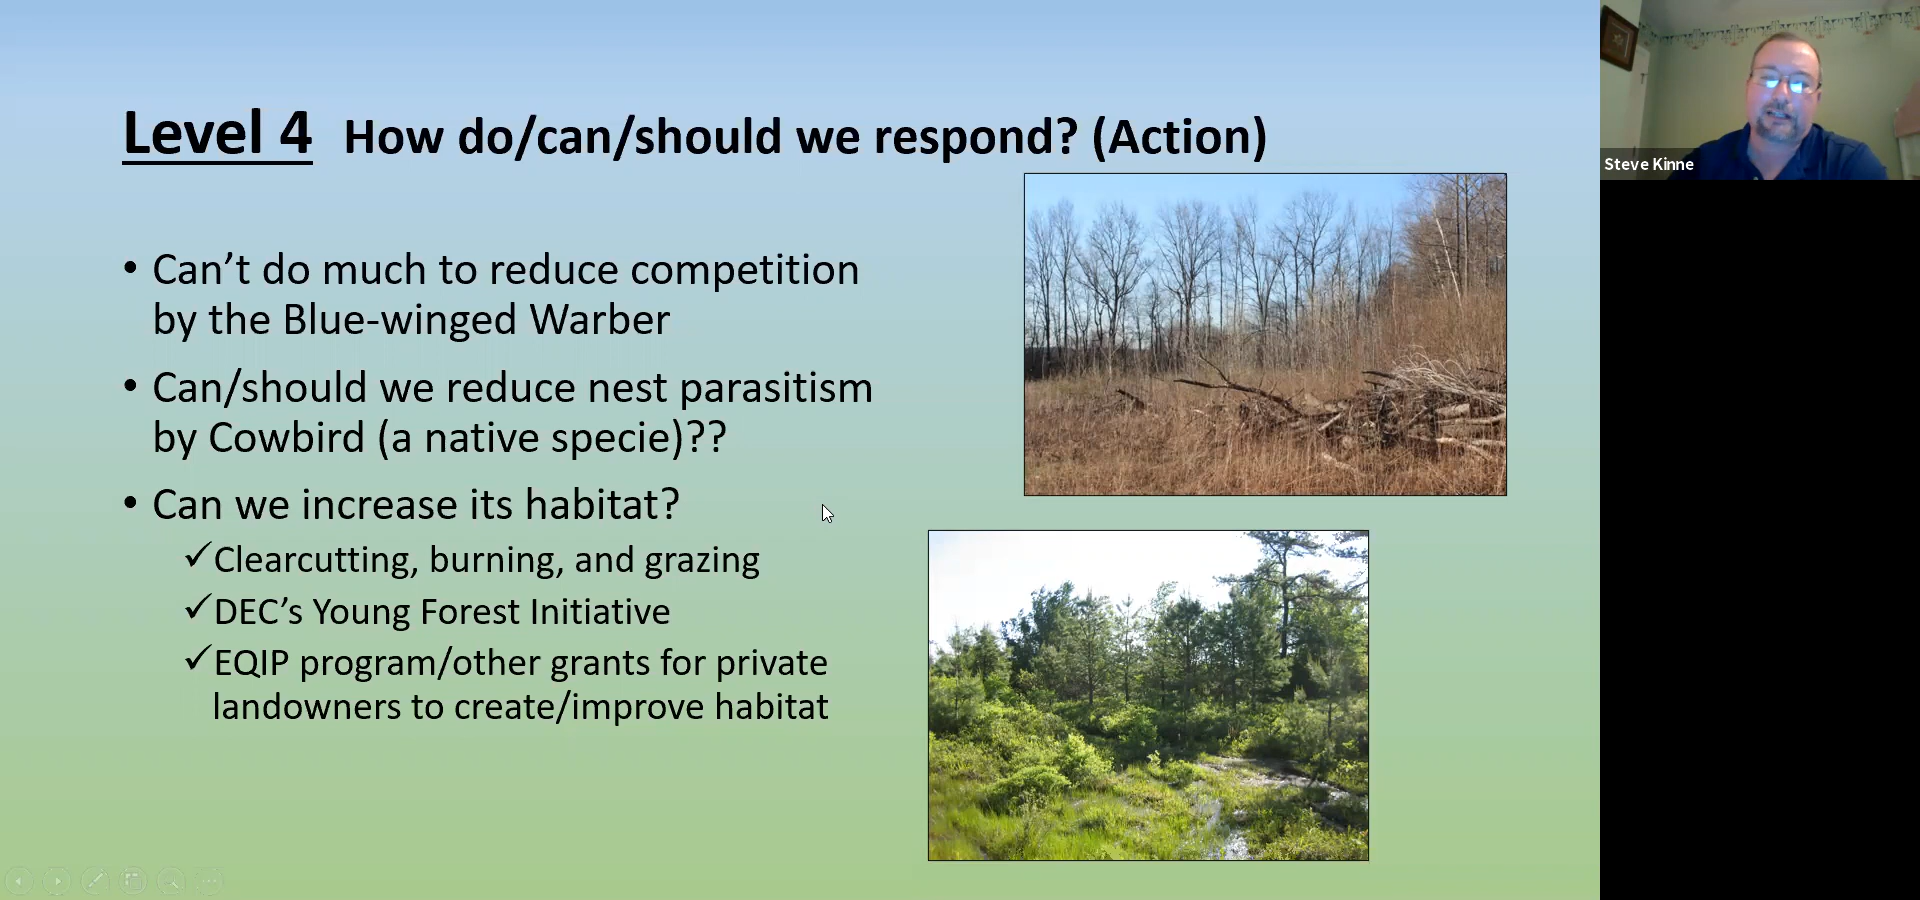 Level 4 How do/can/should we respond? (Action)
• Can’t do much to reduce competition
by the Blue-winged Warber
• Can/should we reduce nest parasitism
by Cowbird (a native specie)??
• Can we increase its habitat?
✓Clearcutting, burning, and grazing
✓DEC’s Young Forest Initiative
✓EQIP program/other grants for private
landowners to create/improve habitat
Steve Kinne